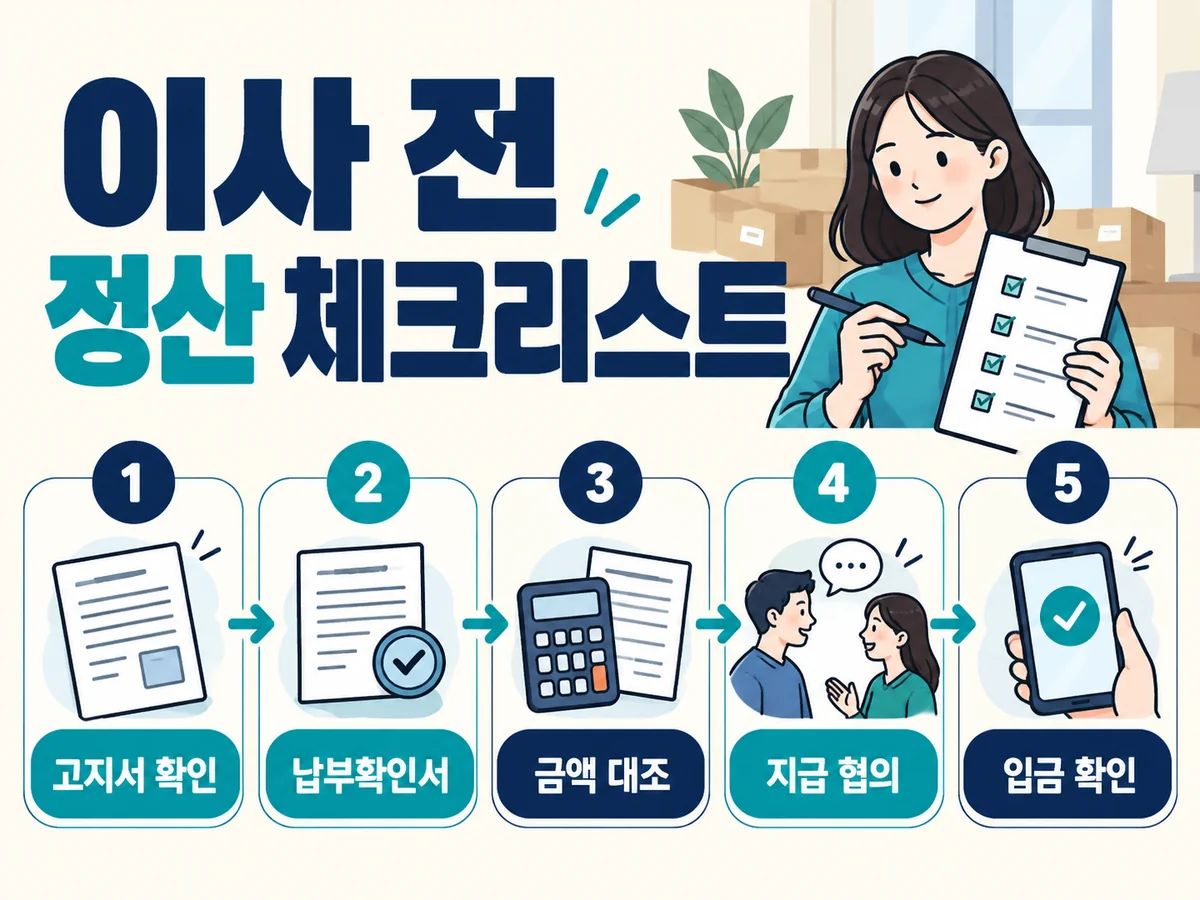 이사 전
정산 체크리스트
1
2
3
4
5
고지서 확인
납부확인서
금액 대조
지급 협의
입금 확인